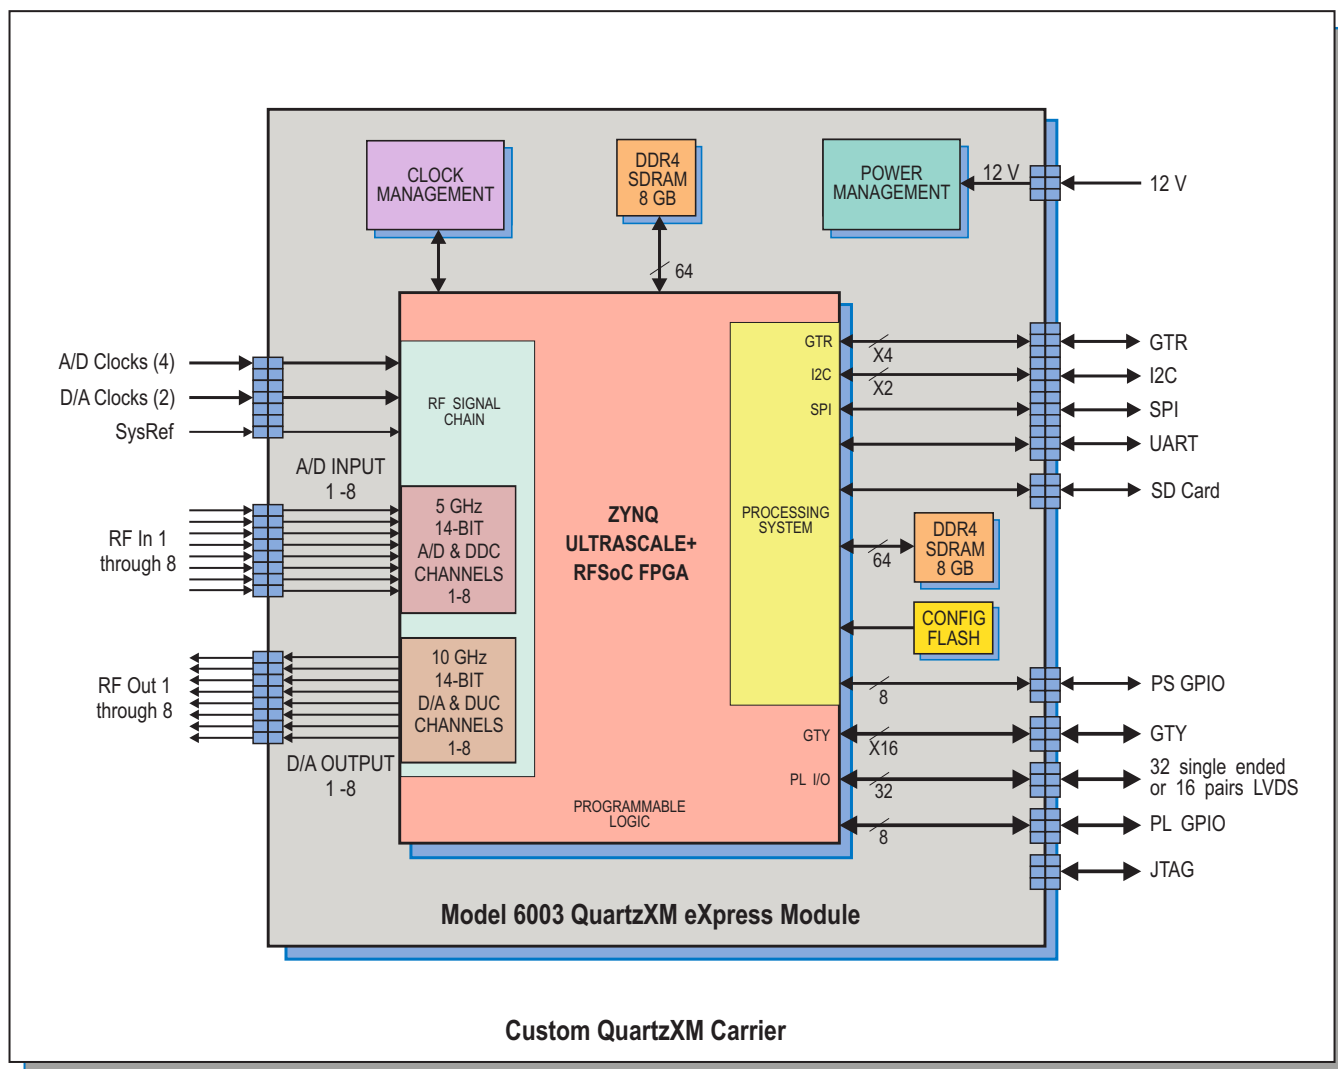 CLOCK
MANAGEMENT
DDR4
SDRAM
8 GB
POWER
MANAGEMENT
12 V
12 V
64
A/D Clocks (4)
D/A Clocks (2)
SysRef
RF SIGNAL
CHAIN
A/D INPUT
1 -8
RF In 1
through 8
5 GHz
14-BIT
A/D & DDC
CHANNELS
1-8
RF Out 1
through 8
10 GHz
14-BIT
D/A & DUC
CHANNELS
1-8
D/A OUTPUT
1 -8
ZYNQ
ULTRASCALE+
RFSoC FPGA
PROGRAMMABLE
LOGIC
PROCESSING
SYSTEM
GTR
X4
GTR
I2C
X2
I2C
SPI
SPI
UART
SD Card
64
DDR4
SDRAM
8 GB
CONFIG
FLASH
8
PS GPIO
GTY
X16
GTY
PL I/O
32
32 single ended
or 16 pairs LVDS
8
PL GPIO
JTAG
Model 6003 QuartzXM eXpress Module
Custom QuartzXM Carrier